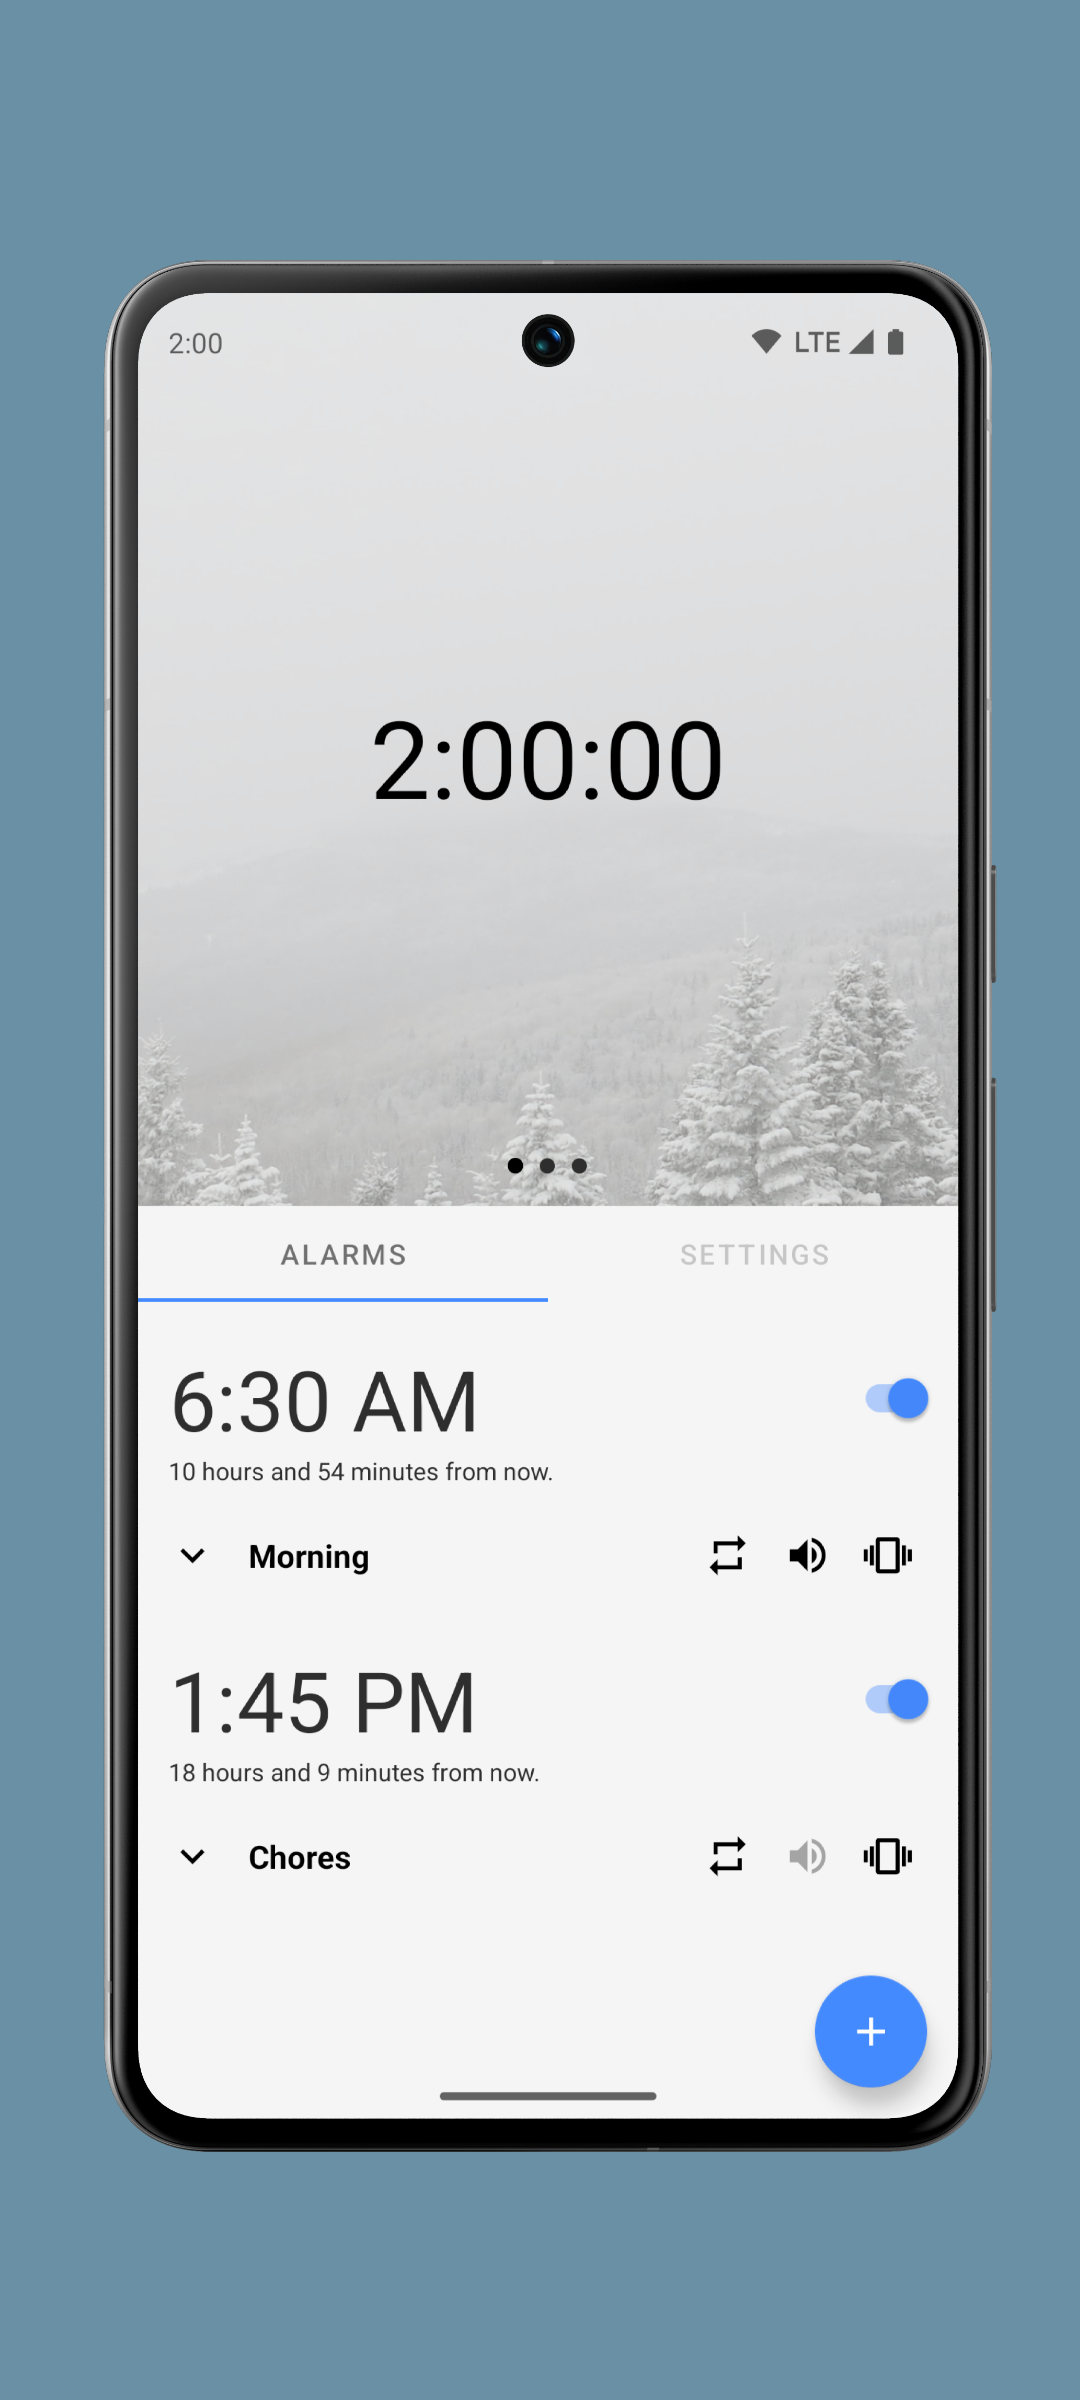 2:00 LTE
2:00:00
ALARMS SETTINGS
6:30 AM
10 hours and 54 minutes from now.
Morning
1:45 PM
18 hours and 9 minutes from now.
Chores